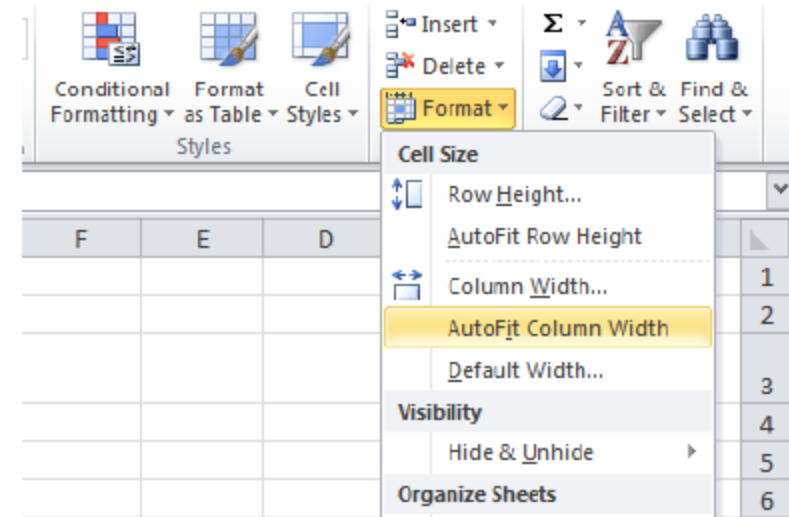 Insert
Σ
Delete
Conditional Formatting
Format as Table
Cell Styles
Format
Sort & Filter
Find & Select
Styles
Cell Size
Row Height...
AutoFit Row Height
Column Width...
AutoFit Column Width
Default Width...
Visibility
Hide & Unhide
Organize Sheets
F E D
1
2
3
4
5
6